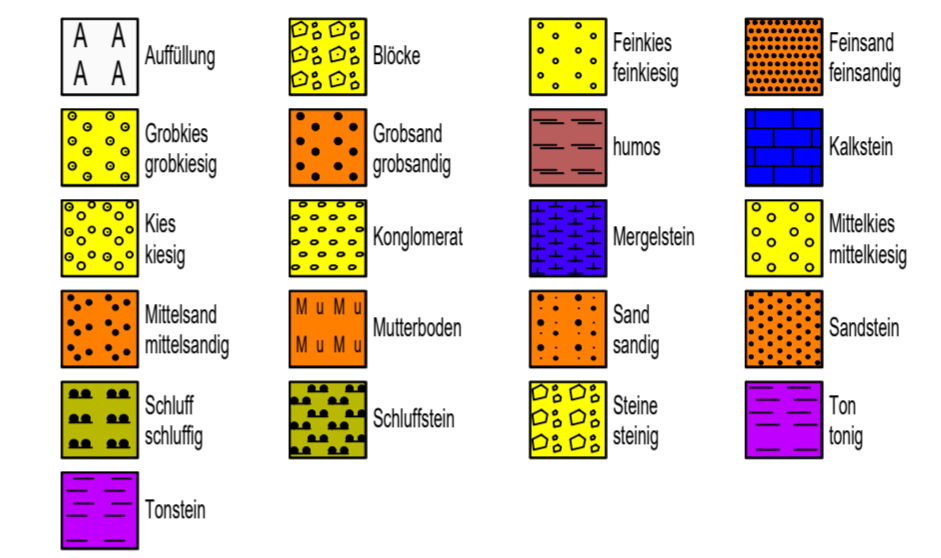 A A
A A
Auffüllung
Blöcke
Feinkies
feinkiesig
Feinsand
feinsandig
Grobkies
grobkiesig
Grobsand
grobsandig
humos
Kalkstein
Kies
kiesig
Konglomerat
Mergelstein
Mittelkies
mittelkiesig
Mittelsand
mittelsandig
M u M u
M u M u
Mutterboden
Sand
sandig
Sandstein
Schluff
schluffig
Schluffstein
Steine
steinig
Ton
tonig
Tonstein